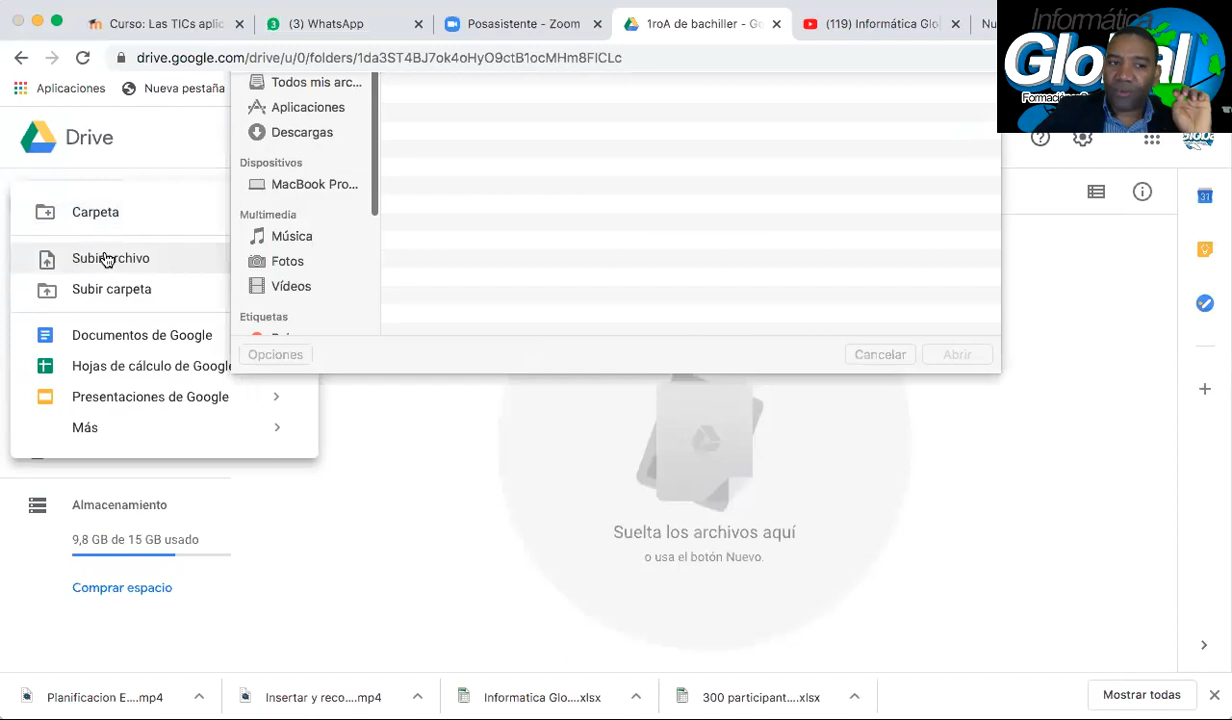 Curso: Las TICs aplic
(3) WhatsApp
Posasistente - Zoom
1roA de bachiller - Go
(119) Informática Glo
Nu
drive.google.com/drive/u/0/folders/1da3ST4BJ7ok4oHyO9ctB1ocMHm8FlCLc
Aplicaciones
Nueva pestaña
Informática
Global
Drive
Todos mis arc...
Aplicaciones
Descargas
Dispositivos
MacBook Pro...
Multimedia
Música
Fotos
Vídeos
Etiquetas
Opciones
Cancelar
Abrir
Carpeta
Subir archivo
Subir carpeta
Documentos de Google
Hojas de cálculo de Google
Presentaciones de Google
Más
Almacenamiento
9,8 GB de 15 GB usado
Comprar espacio
Suelta los archivos aquí
o usa el botón Nuevo.
31
Planificacion E....mp4
Insertar y reco....mp4
Informatica Glo....xlsx
300 participant....xlsx
Mostrar todas